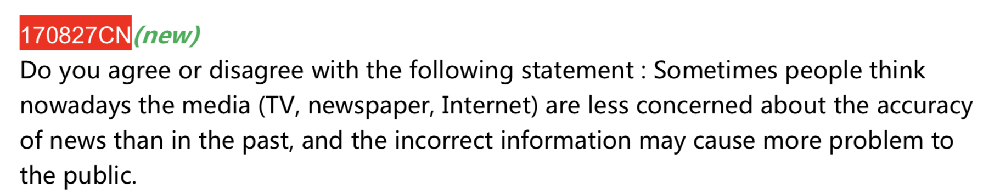 170827CN(new)
Do you agree or disagree with the following statement : Sometimes people think
nowadays the media (TV, newspaper, Internet) are less concerned about the accuracy
of news than in the past, and the incorrect information may cause more problem to
the public.